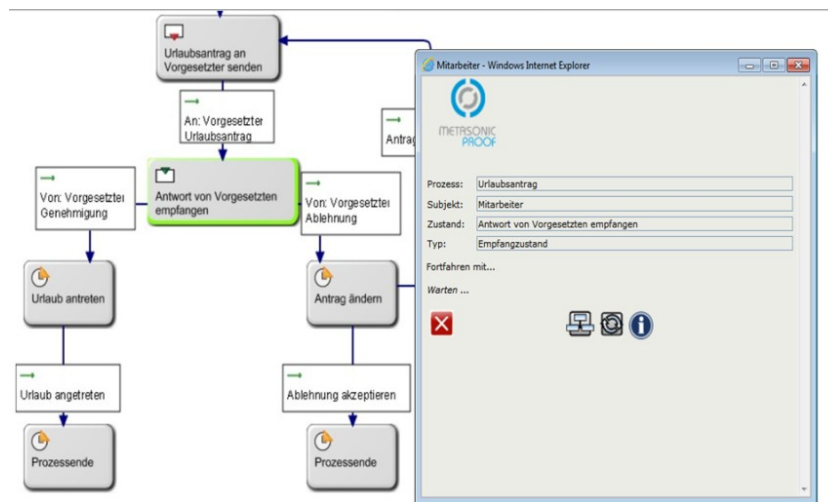 Urlaubsantrag an
Vorgesetzter senden
An: Vorgesetzter
Urlaubsantrag
Antwort von Vorgesetzten
empfangen
Von: Vorgesetzter
Genehmigung
Von: Vorgesetzter
Ablehnung
Urlaub antreten
Antrag ändern
Urlaub angetreten
Ablehnung akzeptieren
Prozessende
Prozessende
Mitarbeiter - Windows Internet Explorer
METASONIC
PROOF
Prozess: Urlaubsantrag
Subjekt: Mitarbeiter
Zustand: Antwort von Vorgesetzten empfangen
Typ: Empfangzustand
Fortfahren mit...
Warten ...